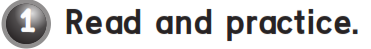 1 Read and practice.